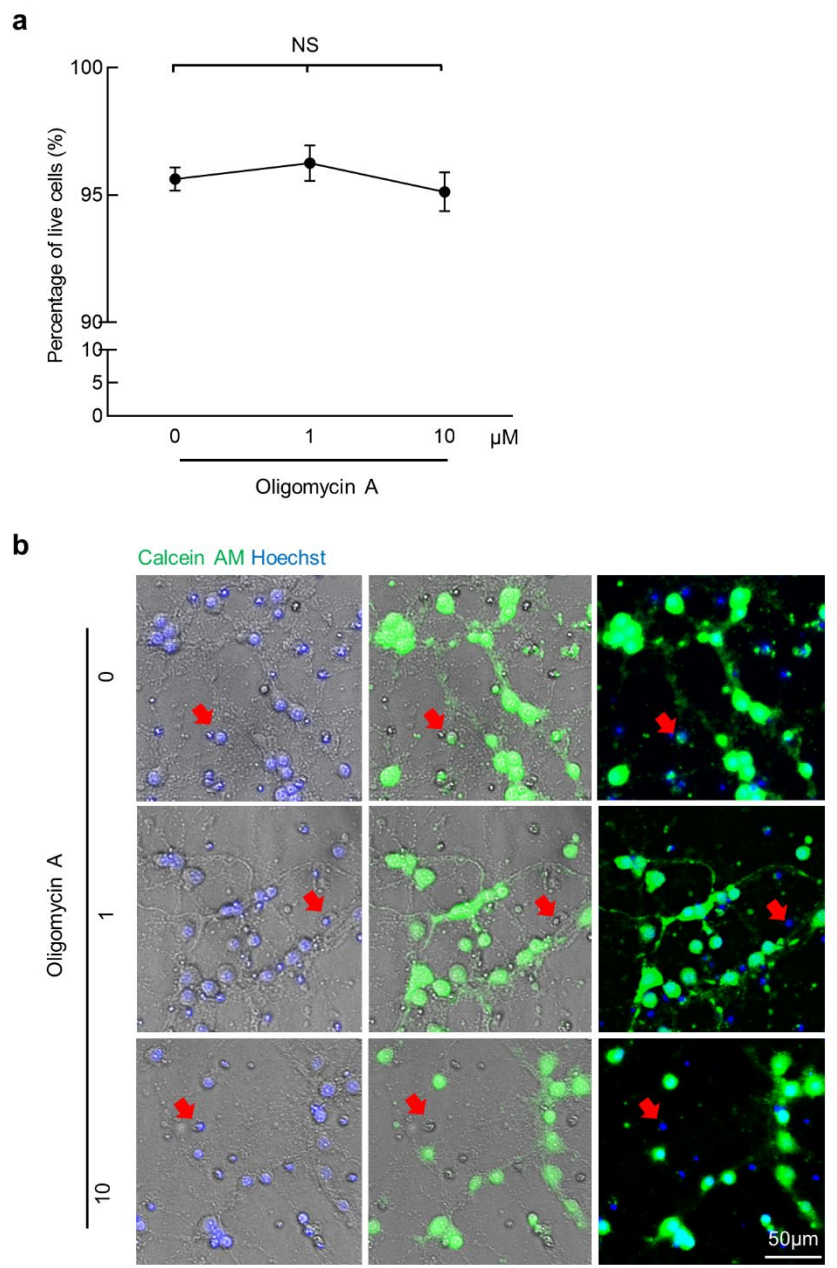 a
NS
100
95
90
10
5
0
Percentage of live cells (%)
0 1 10 µM
Oligomycin A
b
Calcein AM Hoechst
Oligomycin A
0
1
10
50µm